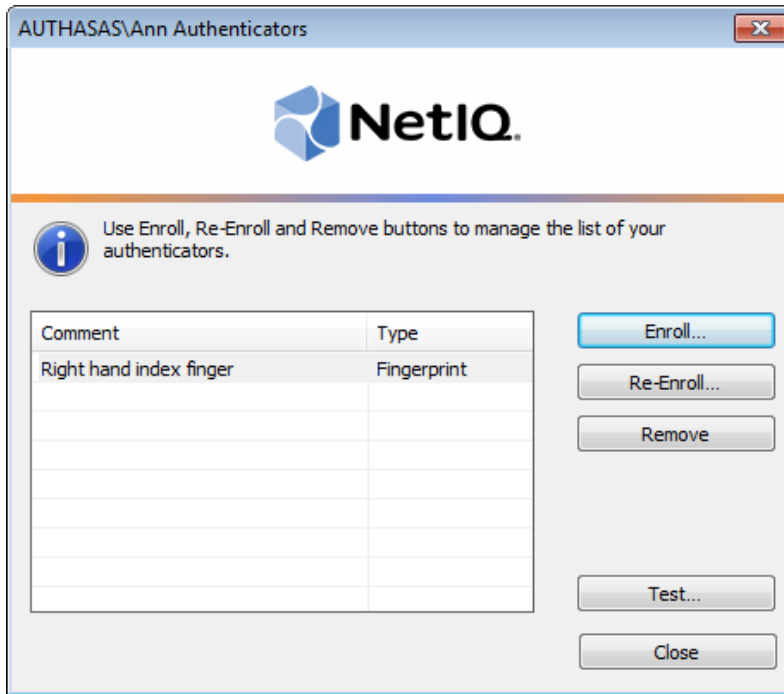 AUTHASAS\Ann Authenticators
NetIQ.
Use Enroll, Re-Enroll and Remove buttons to manage the list of your
authenticators.
Comment Type
Right hand index finger Fingerprint
Enroll...
Re-Enroll...
Remove
Test...
Close